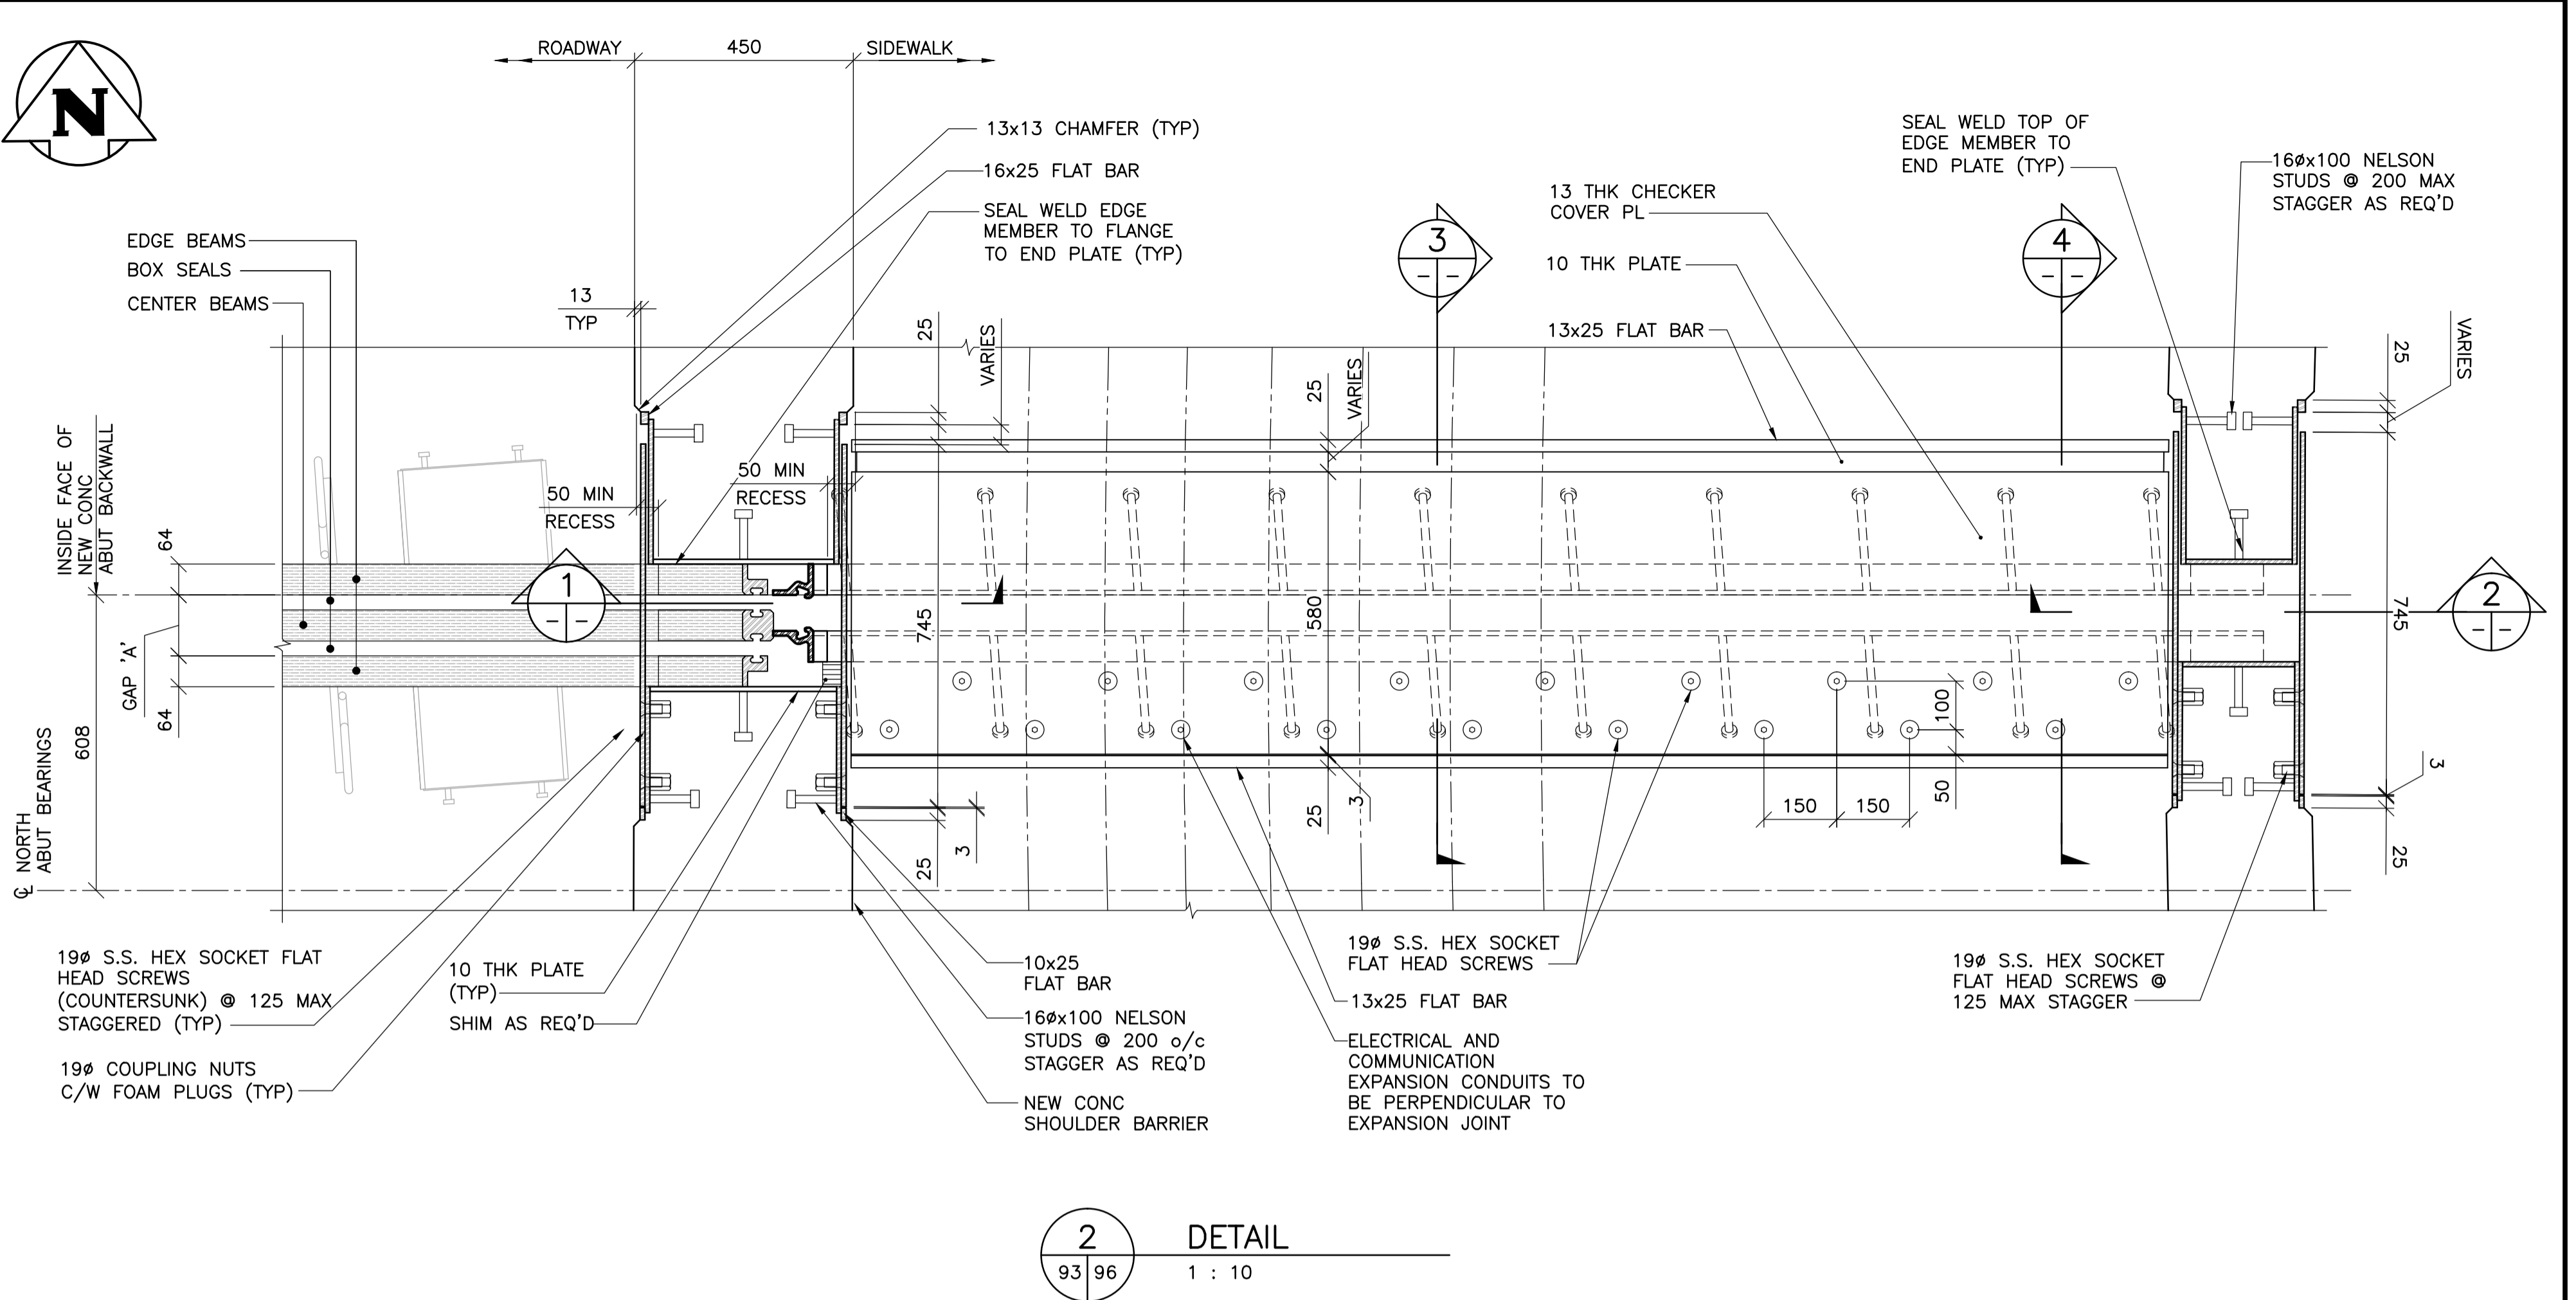 N
ROADWAY
450
SIDEWALK
13x13 CHAMFER (TYP)
16x25 FLAT BAR
SEAL WELD EDGE
MEMBER TO FLANGE
TO END PLATE (TYP)
EDGE BEAMS
BOX SEALS
CENTER BEAMS
13
TYP
13 THK CHECKER
COVER PL
10 THK PLATE
13x25 FLAT BAR
3
- -
4
- -
SEAL WELD TOP OF
EDGE MEMBER TO
END PLATE (TYP)
16øx100 NELSON
STUDS @ 200 MAX
STAGGER AS REQ'D
25
VARIES
25
VARIES
25
VARIES
INSIDE FACE OF
NEW CONC
ABUT BACKWALL
50 MIN
RECESS
50 MIN
RECESS
64
GAP 'A'
64
608
℄ NORTH
ABUT BEARINGS
1
- -
745
580
745
2
- -
100
50
150
150
3
25
3
25
3
25
19ø S.S. HEX SOCKET FLAT
HEAD SCREWS
(COUNTERSUNK) @ 125 MAX
STAGGERED (TYP)
19ø COUPLING NUTS
C/W FOAM PLUGS (TYP)
10 THK PLATE
(TYP)
SHIM AS REQ'D
10x25
FLAT BAR
16øx100 NELSON
STUDS @ 200 o/c
STAGGER AS REQ'D
NEW CONC
SHOULDER BARRIER
19ø S.S. HEX SOCKET
FLAT HEAD SCREWS
13x25 FLAT BAR
ELECTRICAL AND
COMMUNICATION
EXPANSION CONDUITS TO
BE PERPENDICULAR TO
EXPANSION JOINT
19ø S.S. HEX SOCKET
FLAT HEAD SCREWS @
125 MAX STAGGER
2
93 96
DETAIL
1 : 10